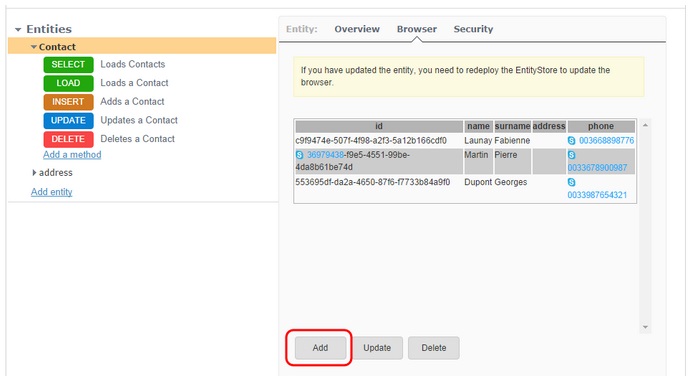 Entities
Contact
SELECT Loads Contacts
LOAD Loads a Contact
INSERT Adds a Contact
UPDATE Updates a Contact
DELETE Deletes a Contact
Add a method
address
Add entity
Entity: Overview Browser Security
If you have updated the entity, you need to redeploy the EntityStore to update the
browser.
id name surname address phone
c9f9474e-507f-4f98-a2f3-5a12b166cdf0 Launay Fabienne 003668898776
36979438-f9e5-4551-99be-
4da8b61be74d Martin Pierre 0033678900987
553695df-da2a-4650-87f6-f7733b84a9f0 Dupont Georges
0033987654321
Add Update Delete